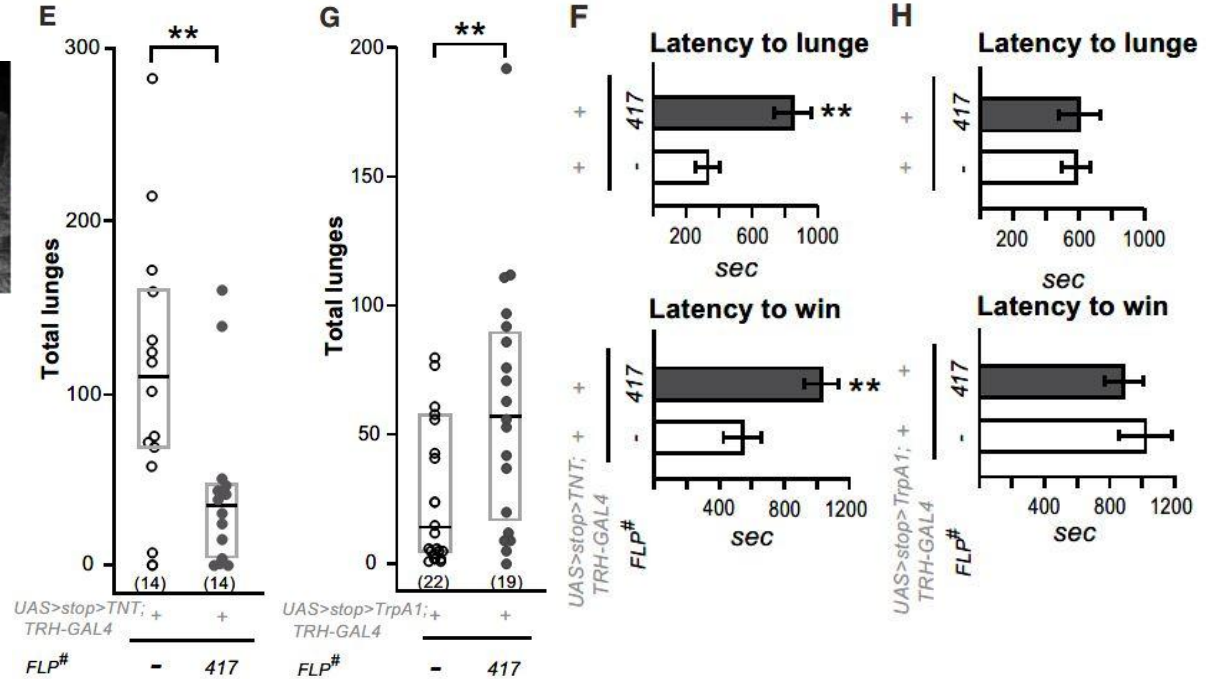 E
**
300
200
100
0
Total lunges
(14) (14)
UAS>stop>TNT; + +
TRH-GAL4
FLP# - 417
G
**
200
150
100
50
0
Total lunges
(22) (19)
UAS>stop>TrpA1; + +
TRH-GAL4
FLP# - 417
F
Latency to lunge
+ 417 **
+ -
200 600 1000
sec
Latency to win
+ 417 **
+ -
400 800 1200
sec
UAS>stop>TNT;
TRH-GAL4
FLP#
H
Latency to lunge
+ 417
+ -
200 600 1000
sec
Latency to win
+ 417
+ -
400 800 1200
sec
UAS>stop>TrpA1;
TRH-GAL4
FLP#